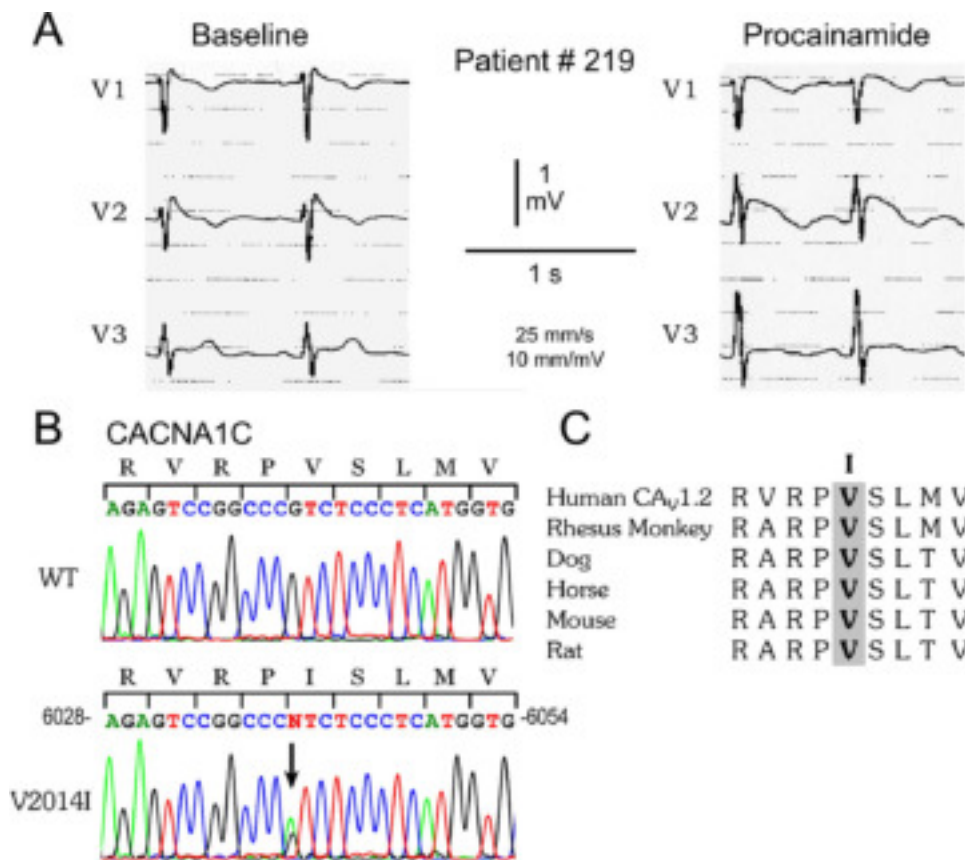 A
Baseline
Patient # 219
Procainamide
V1
V2
V3
1
mV
1 s
25 mm/s
10 mm/mV
V1
V2
V3
B
CACNA1C
R V R P V S L M V
AGAGTCCGGCCCGTCTCCCTCATGGTG
WT
R V R P I S L M V
6028- AGAGTCCGGCCCNTCTCCCTCATGGTG -6054
V2014I
C
I
Human CAv1.2 R V R P V S L M V
Rhesus Monkey R A R P V S L M V
Dog R A R P V S L T V
Horse R A R P V S L T V
Mouse R A R P V S L T V
Rat R A R P V S L T V